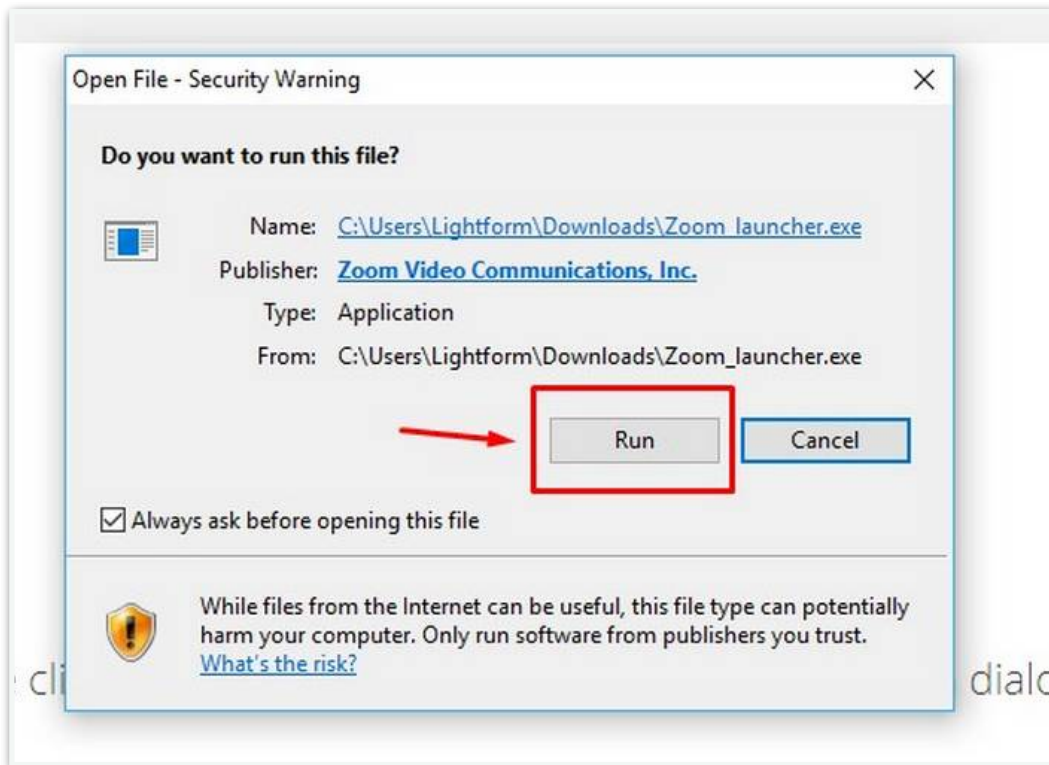 Open File - Security Warning
Do you want to run this file?
Name: C:\Users\Lightform\Downloads\Zoom_launcher.exe
Publisher: Zoom Video Communications, Inc.
Type: Application
From: C:\Users\Lightform\Downloads\Zoom_launcher.exe
Run Cancel
Always ask before opening this file
While files from the Internet can be useful, this file type can potentially
harm your computer. Only run software from publishers you trust.
What's the risk?